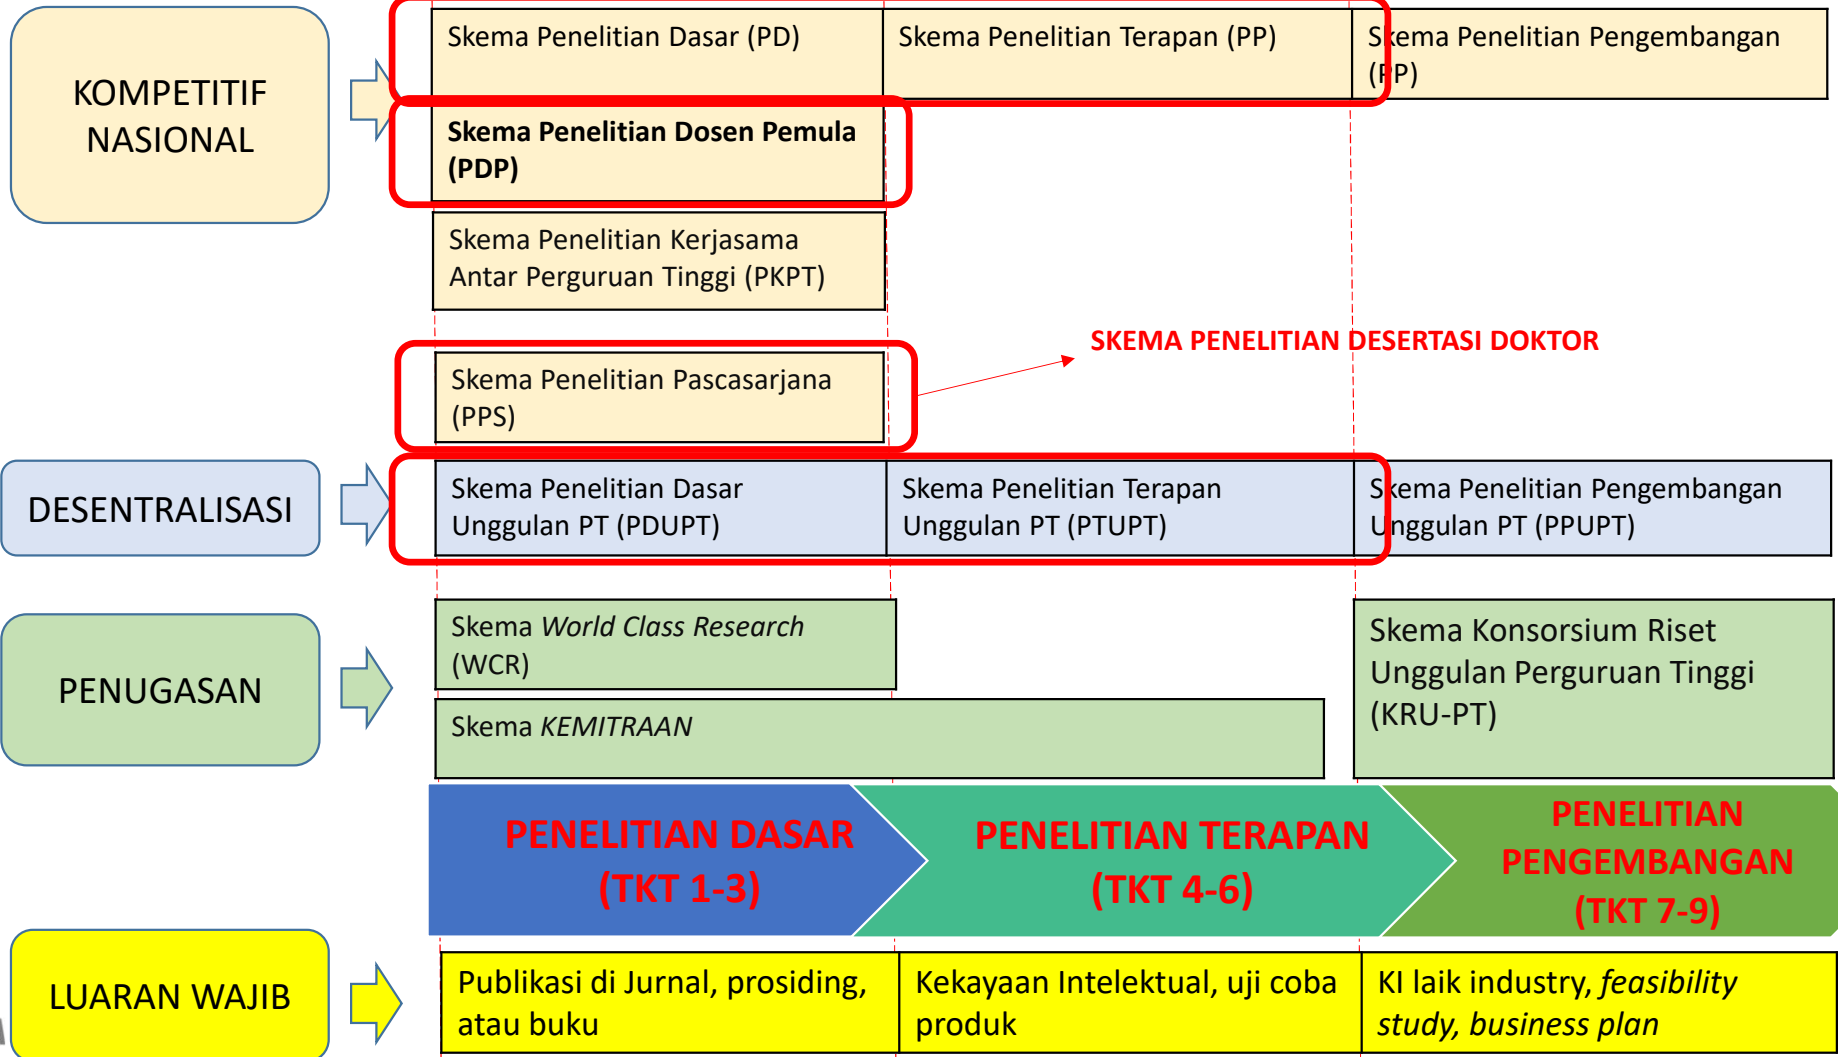 KOMPETITIF
NASIONAL
Skema Penelitian Dasar (PD)
Skema Penelitian Terapan (PP)
Skema Penelitian Pengembangan
(PP)
Skema Penelitian Dosen Pemula
(PDP)
Skema Penelitian Kerjasama
Antar Perguruan Tinggi (PKPT)
SKEMA PENELITIAN DESERTASI DOKTOR
Skema Penelitian Pascasarjana
(PPS)
DESENTRALISASI
Skema Penelitian Dasar
Unggulan PT (PDUPT)
Skema Penelitian Terapan
Unggulan PT (PTUPT)
Skema Penelitian Pengembangan
Unggulan PT (PPUPT)
PENUGASAN
Skema World Class Research
(WCR)
Skema KEMITRAAN
Skema Konsorsium Riset
Unggulan Perguruan Tinggi
(KRU-PT)
PENELITIAN DASAR
(TKT 1-3)
PENELITIAN TERAPAN
(TKT 4-6)
PENELITIAN
PENGEMBANGAN
(TKT 7-9)
LUARAN WAJIB
Publikasi di Jurnal, prosiding,
atau buku
Kekayaan Intelektual, uji coba
produk
KI laik industry, feasibility
study, business plan